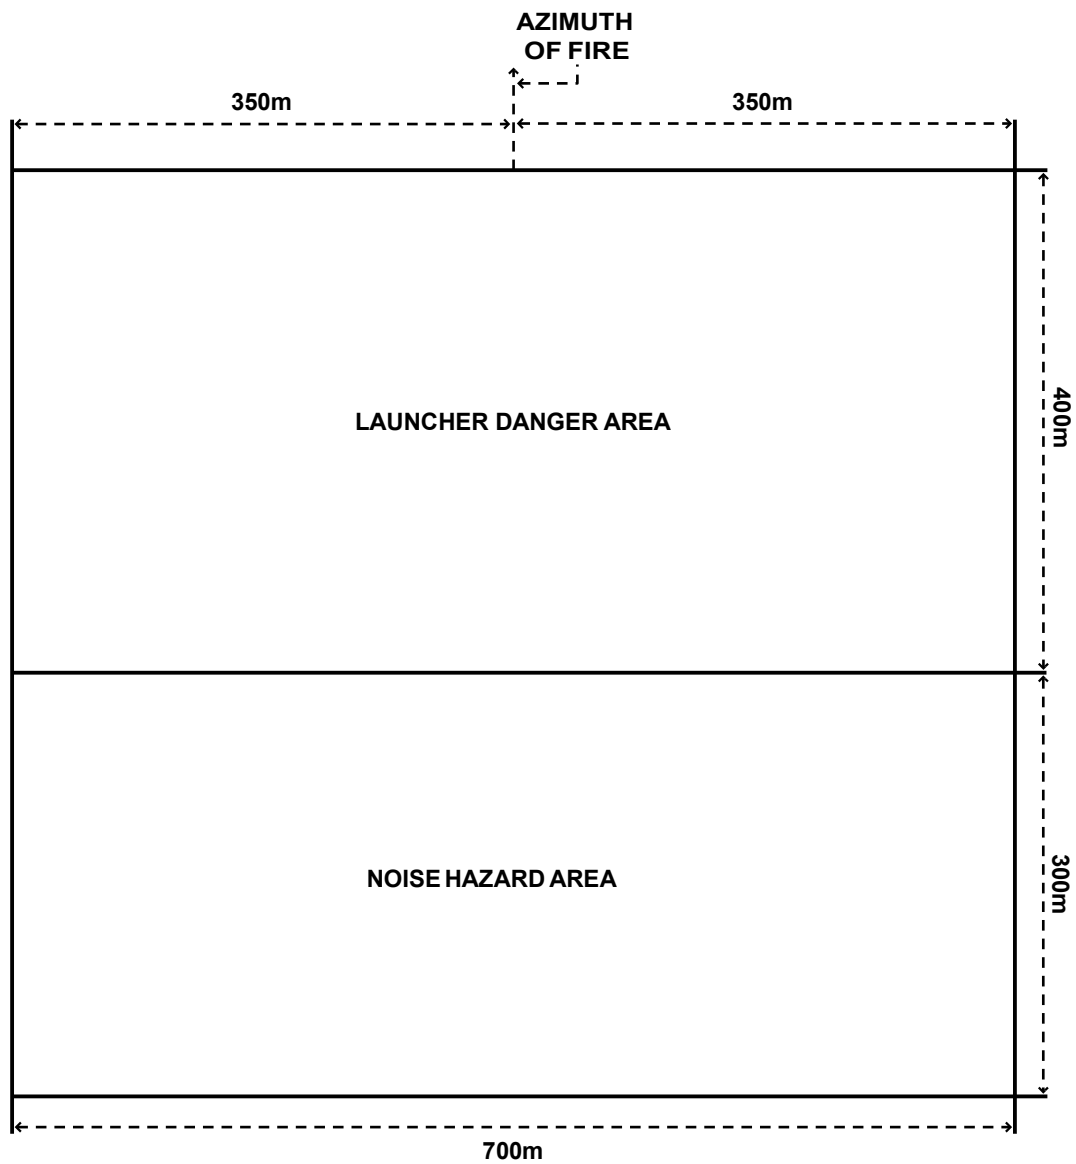 AZIMUTH
OF FIRE
350m
350m
400m
LAUNCHER DANGER AREA
300m
NOISE HAZARD AREA
700m